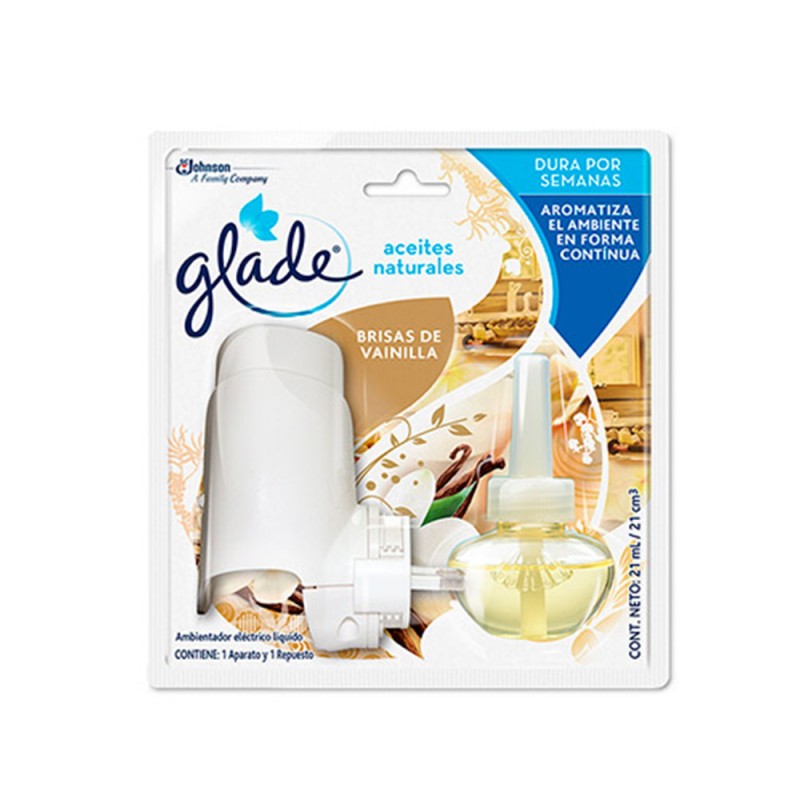 SC Johnson
A Family Company
glade®
aceites
naturales
BRISAS DE
VAINILLA
DURA POR
SEMANAS
AROMATIZA
EL AMBIENTE
EN FORMA
CONTÍNUA
Ambientador eléctrico líquido
CONTIENE: 1 Aparato y 1 Repuesto
CONT. NETO: 21 mL / 21 cm³